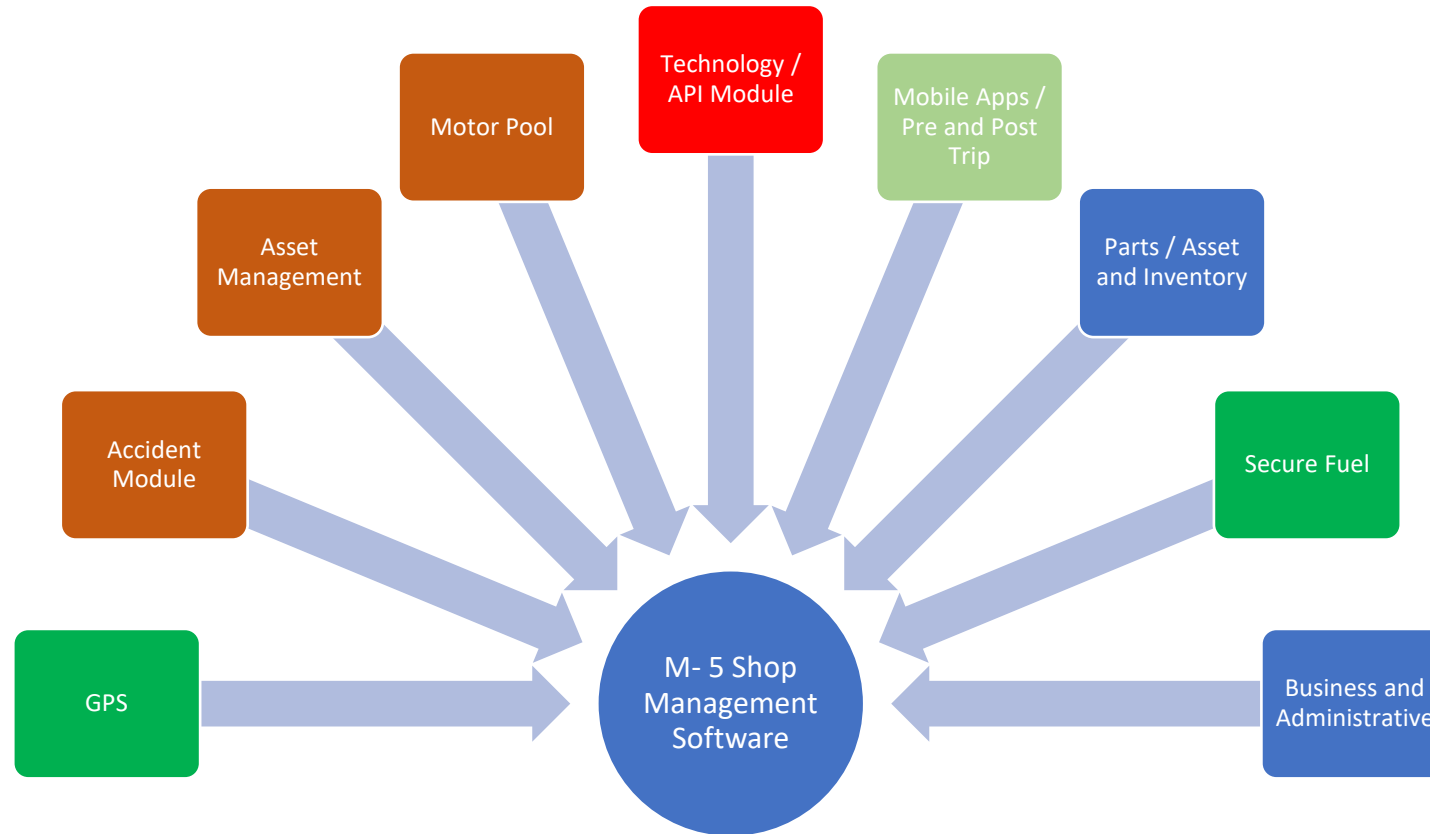 Technology /
API Module
Motor Pool
Mobile Apps /
Pre and Post
Trip
Asset
Management
Parts / Asset
and Inventory
Accident
Module
Secure Fuel
GPS
M- 5 Shop
Management
Software
Business and
Administrative